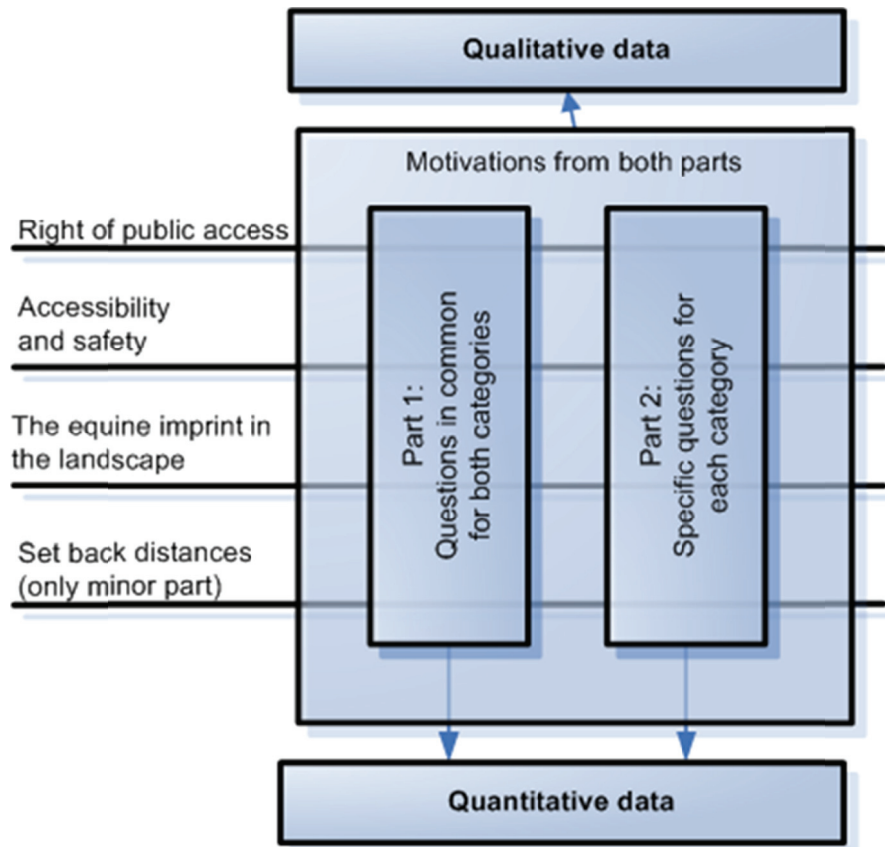 Qualitative data
Motivations from both parts
Right of public access
Accessibility
and safety
The equine imprint in
the landscape
Set back distances
(only minor part)
Part 1:
Questions in common
for both categories
Part 2:
Specific questions for
each category
Quantitative data